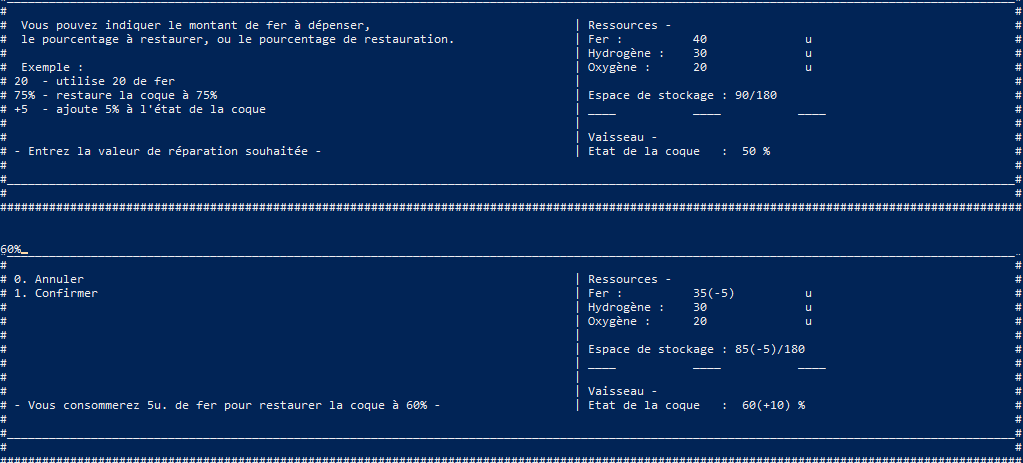 #____________________________________________________________________#
# #
# Vous pouvez indiquer le montant de fer à dépenser, | Ressources - #
# le pourcentage à restaurer, ou le pourcentage de restauration. | Fer : 40 u #
# | Hydrogène : 30 u #
# Exemple : | Oxygène : 20 u #
# 20 - utilise 20 de fer | #
# 75% - restaure la coque à 75% | Espace de stockage : 90/180 #
# +5 - ajoute 5% à l'état de la coque | ____ ____ ____ #
# | #
# | Vaisseau - #
# - Entrez la valeur de réparation souhaitée - | Etat de la coque : 50 % #
# #
#____________________________________________________________________#
# #
######################################################################
60%_
# #
# 0. Annuler | Ressources - #
# 1. Confirmer | Fer : 35(-5) u #
# | Hydrogène : 30 u #
# | Oxygène : 20 u #
# | #
# | Espace de stockage : 85(-5)/180 #
# | ____ ____ ____ #
# | #
# | Vaisseau - #
# - Vous consommerez 5u. de fer pour restaurer la coque à 60% - | Etat de la coque : 60(+10) % #
# #
#____________________________________________________________________#
# #
######################################################################